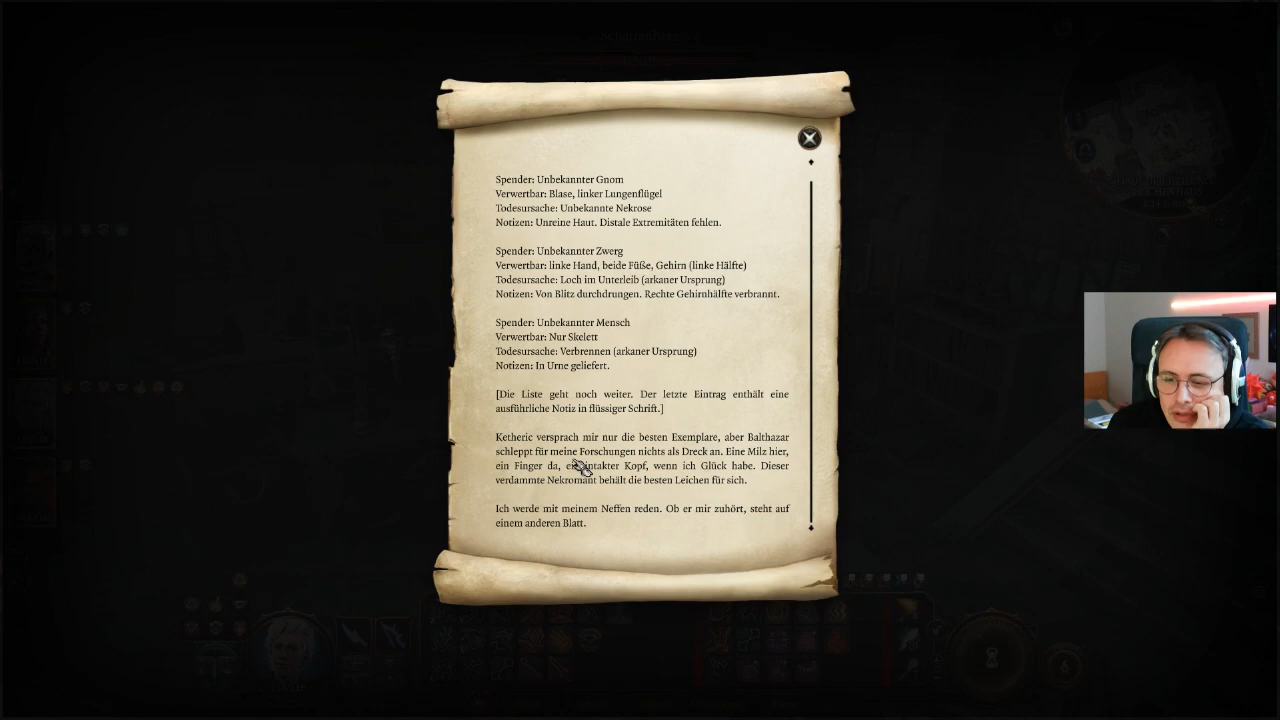 Spender: Unbekannter Gnom
Verwertbar: Blase, linker Lungenflügel
Todesursache: Unbekannte Nekrose
Notizen: Unreine Haut. Distale Extremitäten fehlen.
Spender: Unbekannter Zwerg
Verwertbar: linke Hand, beide Füße, Gehirn (linke Hälfte)
Todesursache: Loch im Unterleib (arkaner Ursprung)
Notizen: Von Blitz durchdrungen. Rechte Gehirnhälfte verbrannt.
Spender: Unbekannter Mensch
Verwertbar: Nur Skelett
Todesursache: Verbrennen (arkaner Ursprung)
Notizen: In Urne geliefert.
[Die Liste geht noch weiter. Der letzte Eintrag enthält eine
ausführliche Notiz in flüssiger Schrift.]
Ketheric versprach mir nur die besten Exemplare, aber Balthazar
schleppt für meine Forschungen nichts als Dreck an. Eine Milz hier,
ein Finger da, ein intakter Kopf, wenn ich Glück habe. Dieser
verdammte Nekromant behält die besten Leichen für sich.
Ich werde mit meinem Neffen reden. Ob er mir zuhört, steht auf
einem anderen Blatt.